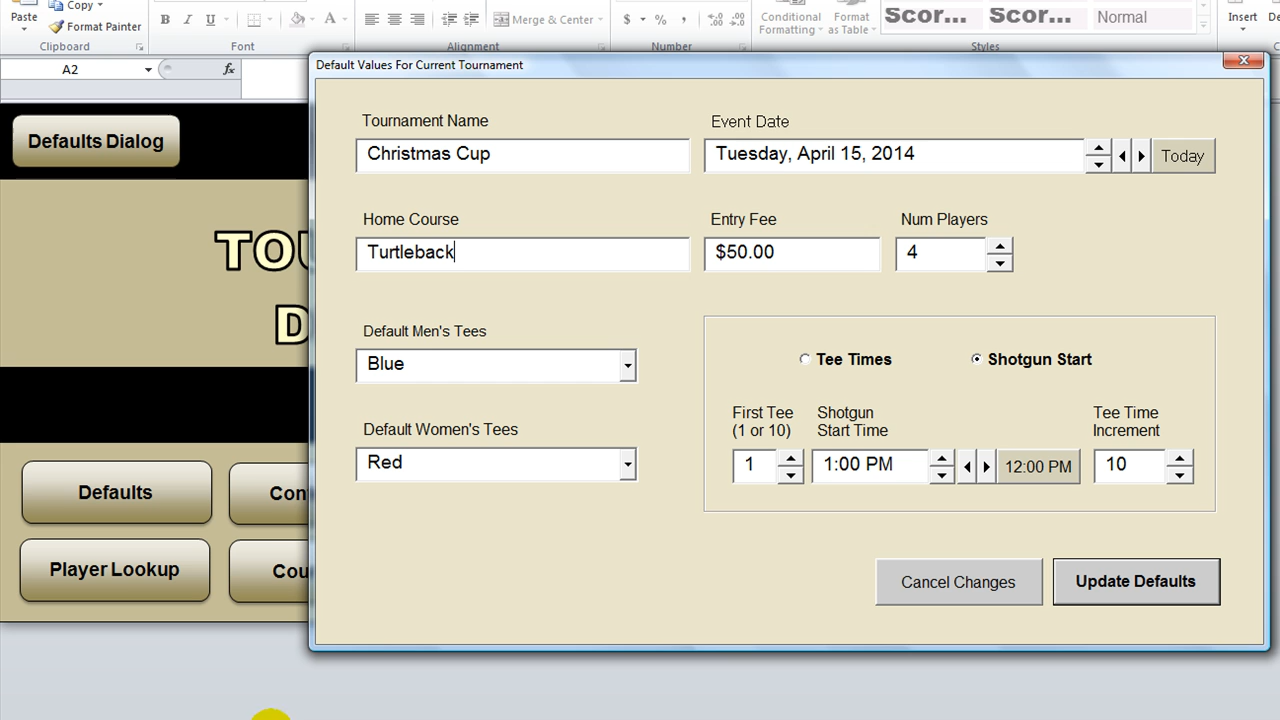 Paste
Copy
Format Painter
B I U
A
Merge & Center
$ % ,
Conditional
Formatting
Format
as Table
Scor...
Scor...
Normal
Insert
Clipboard
Font
Alignment
Number
Styles
A2
fx
Default Values For Current Tournament
Defaults Dialog
TOU
D
Defaults
Con
Player Lookup
Cou
Tournament Name
Event Date
Christmas Cup
Tuesday, April 15, 2014
Today
Home Course
Entry Fee
Num Players
Turtleback
$50.00
4
Default Men's Tees
Blue
Tee Times
Shotgun Start
Default Women's Tees
Red
First Tee
(1 or 10)
Shotgun
Start Time
Tee Time
Increment
1
1:00 PM
12:00 PM
10
Cancel Changes
Update Defaults